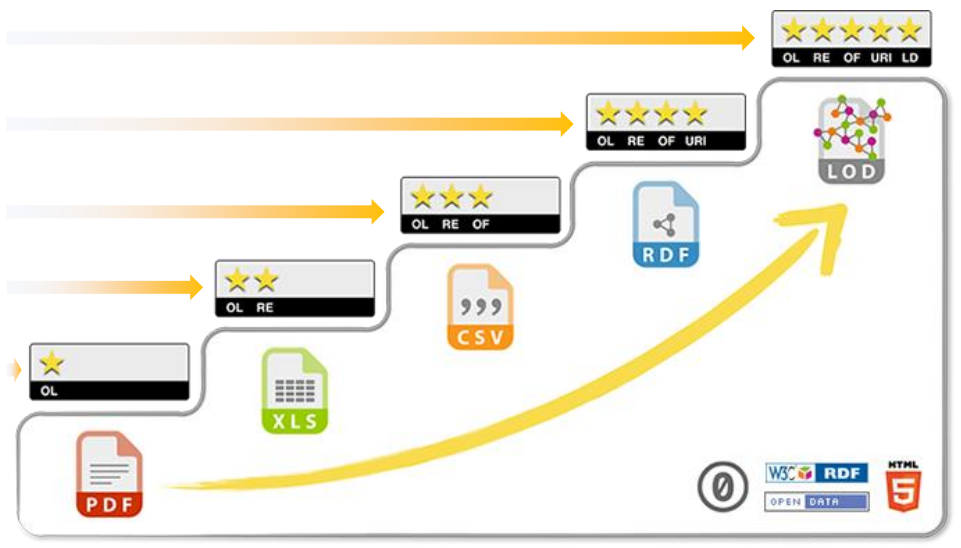 OL RE OF URI LD
LOD
OL RE OF URI
RDF
OL RE OF
CSV
OL RE
XLS
OL
PDF
0
W3C RDF
OPEN DATA
HTML
5